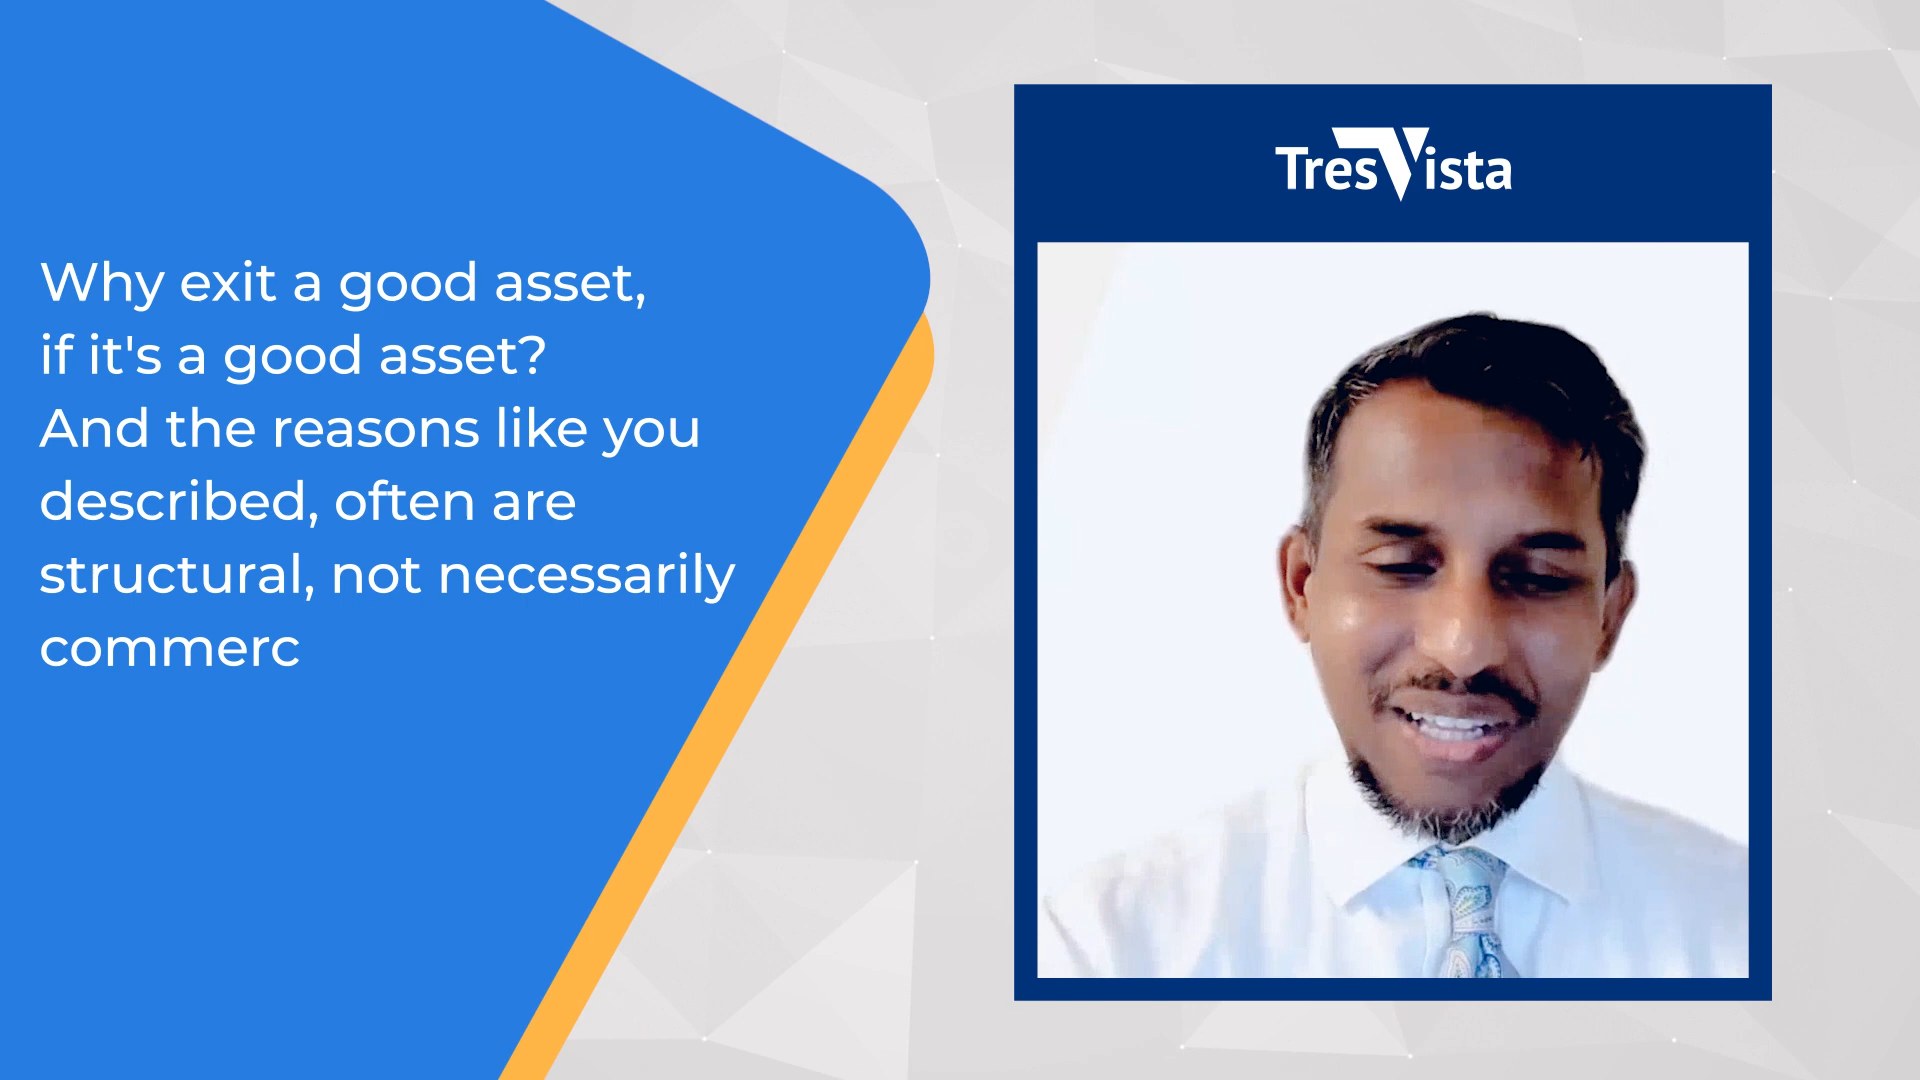 Why exit a good asset,
if it's a good asset?
And the reasons like you
described, often are
structural, not necessarily
commerc
TresVista